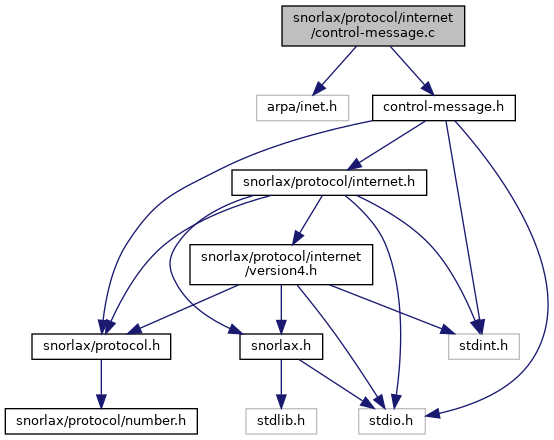 snorlax/protocol/internet
/control-message.c
arpa/inet.h
control-message.h
snorlax/protocol/internet.h
snorlax/protocol/internet
/version4.h
snorlax/protocol.h
snorlax.h
stdint.h
snorlax/protocol/number.h
stdlib.h
stdio.h